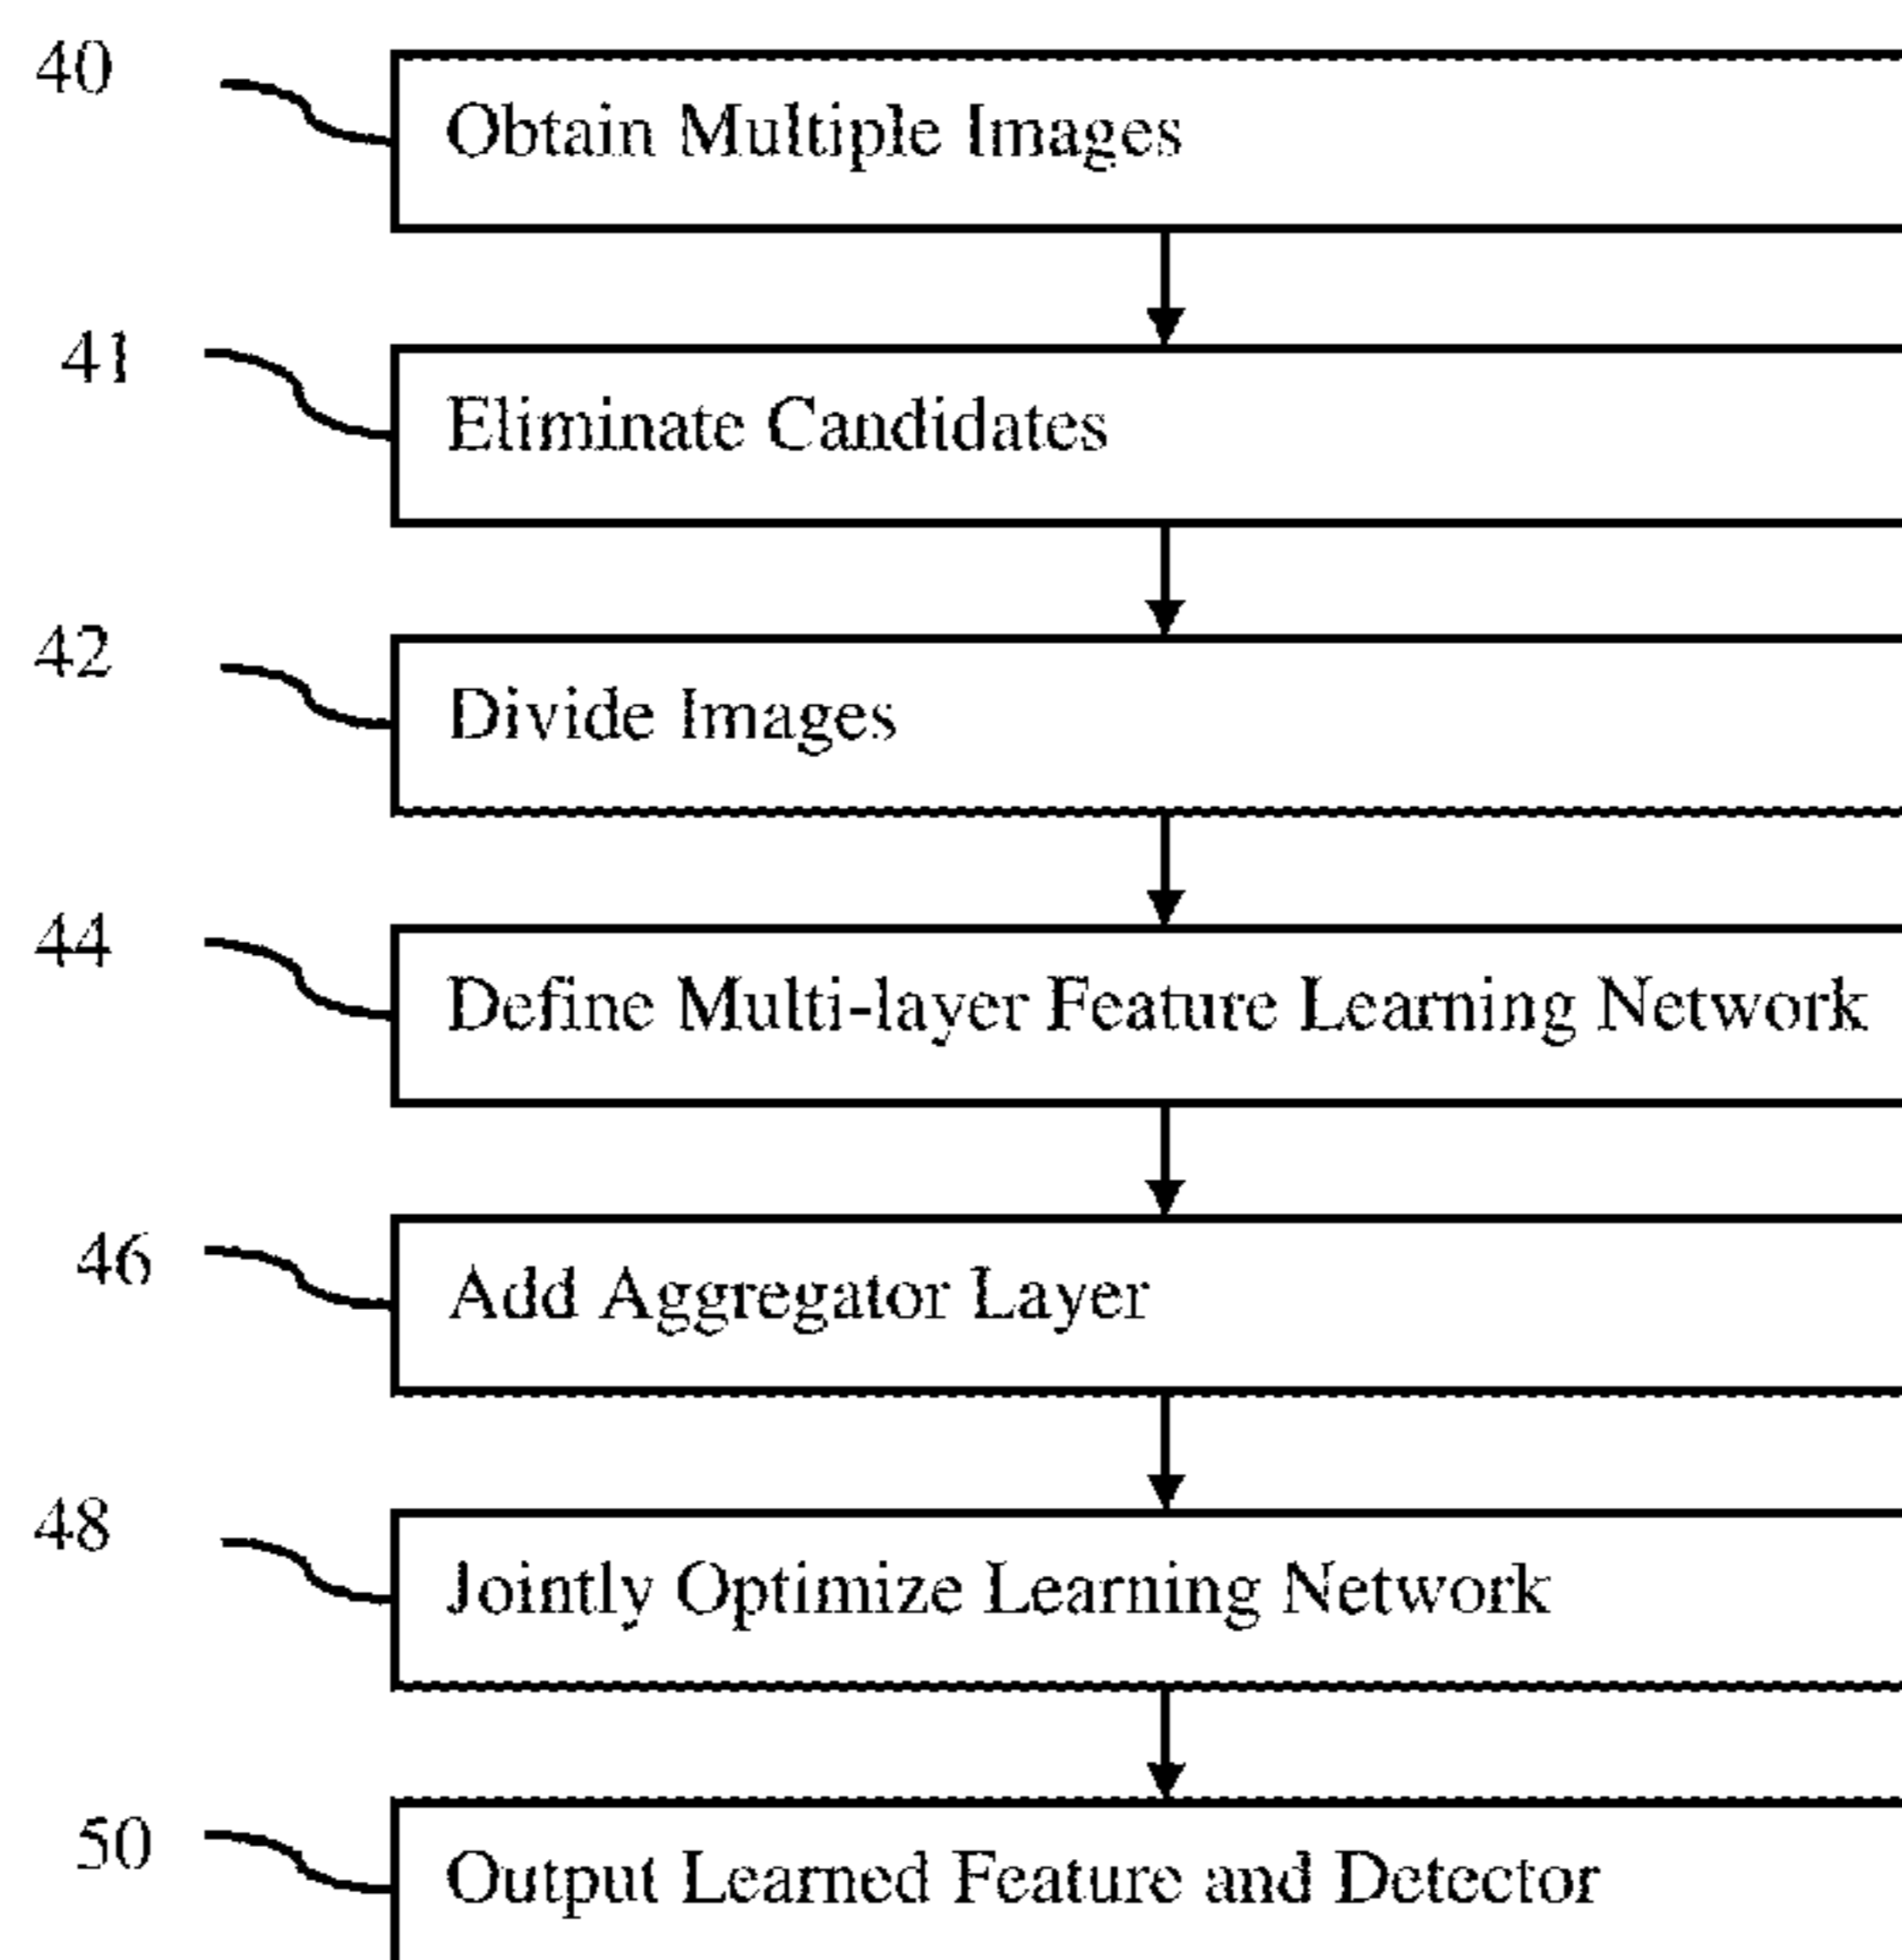 40
Obtain Multiple Images
41
Eliminate Candidates
42
Divide Images
44
Define Multi-layer Feature Learning Network
46
Add Aggregator Layer
48
Jointly Optimize Learning Network
50
Output Learned Feature and Detector